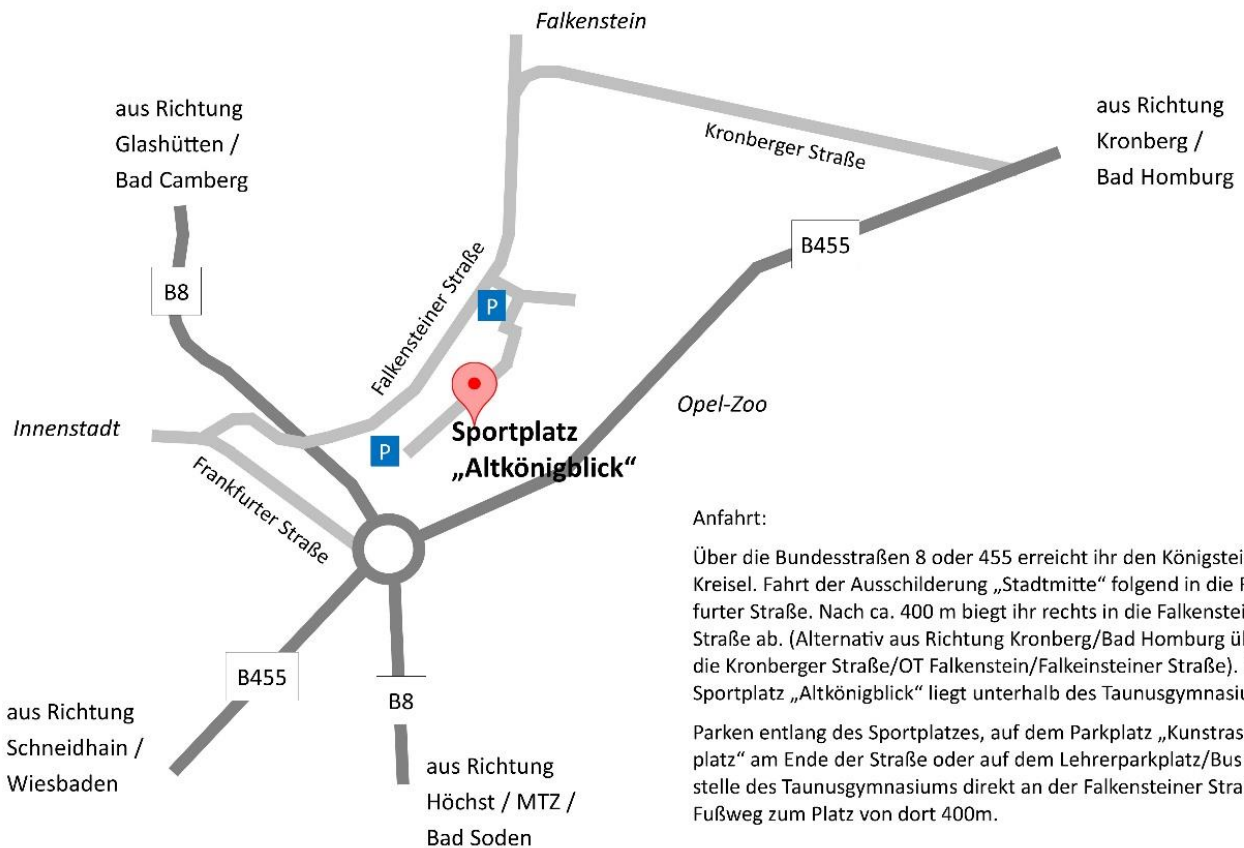 Falkenstein
aus Richtung
Glashütten /
Bad Camberg
aus Richtung
Kronberg /
Bad Homburg
Kronberger Straße
B455
B8
P
Falkensteiner Straße
Opel-Zoo
Innenstadt
P
Sportplatz
„Altkönigblick“
Frankfurter Straße
Anfahrt:
Über die Bundesstraßen 8 oder 455 erreicht ihr den Königstei
Kreisel. Fahrt der Ausschilderung „Stadtmitte“ folgend in die F
furter Straße. Nach ca. 400 m biegt ihr rechts in die Falkenstei
Straße ab. (Alternativ aus Richtung Kronberg/Bad Homburg üb
die Kronberger Straße/OT Falkenstein/Falkeinsteiner Straße).
Sportplatz „Altkönigblick“ liegt unterhalb des Taunusgymnasiu
Parken entlang des Sportplatzes, auf dem Parkplatz „Kunstras
platz“ am Ende der Straße oder auf dem Lehrerparkplatz/Bus
stelle des Taunusgymnasiums direkt an der Falkensteiner Stra
Fußweg zum Platz von dort 400m.
B455
B8
aus Richtung
Schneidhain /
Wiesbaden
aus Richtung
Höchst / MTZ /
Bad Soden